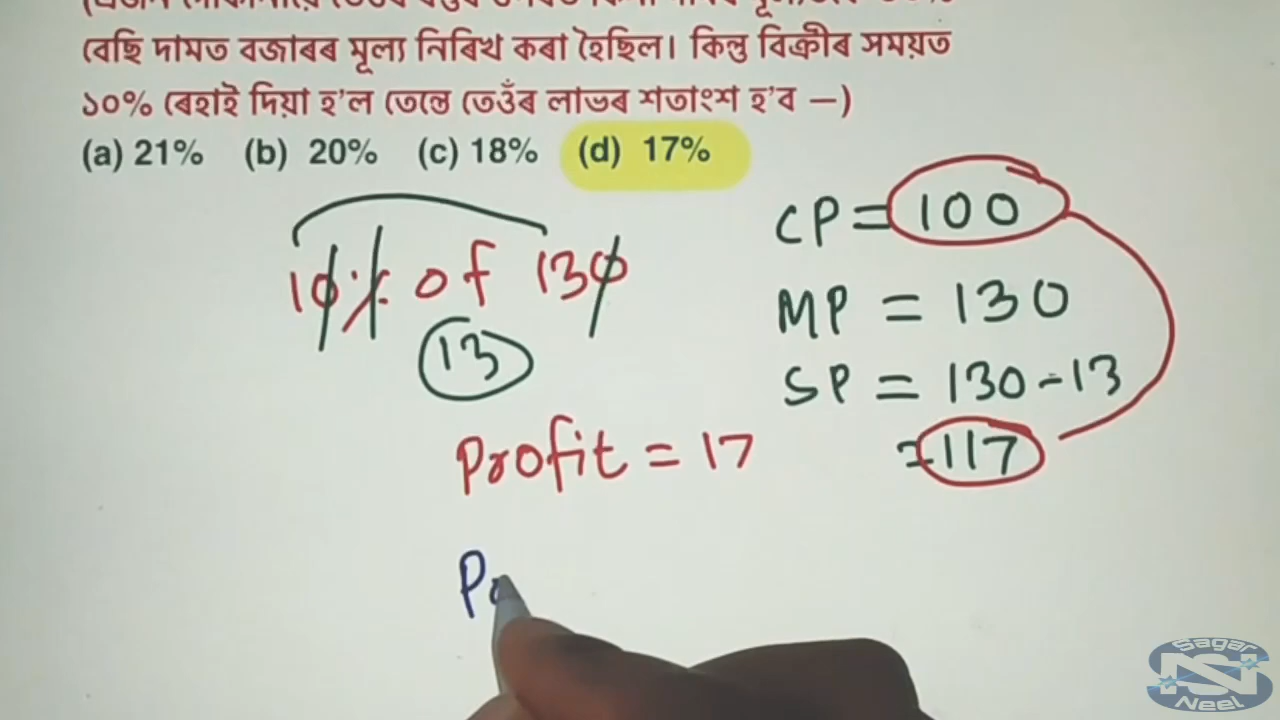 বেছি দামত বজাৰৰ মূল্য নিৰিখ কৰা হৈছিল। কিন্তু বিক্ৰীৰ সময়ত
১০% ৰেহাই দিয়া হ'ল তেন্তে তেওঁৰ লাভৰ শতাংশ হ'ব —)
(a) 21% (b) 20% (c) 18% (d) 17%
10% of 130
13
CP = 100
MP = 130
SP = 130-13
=117
Profit = 17
Sagar
NS
Neel